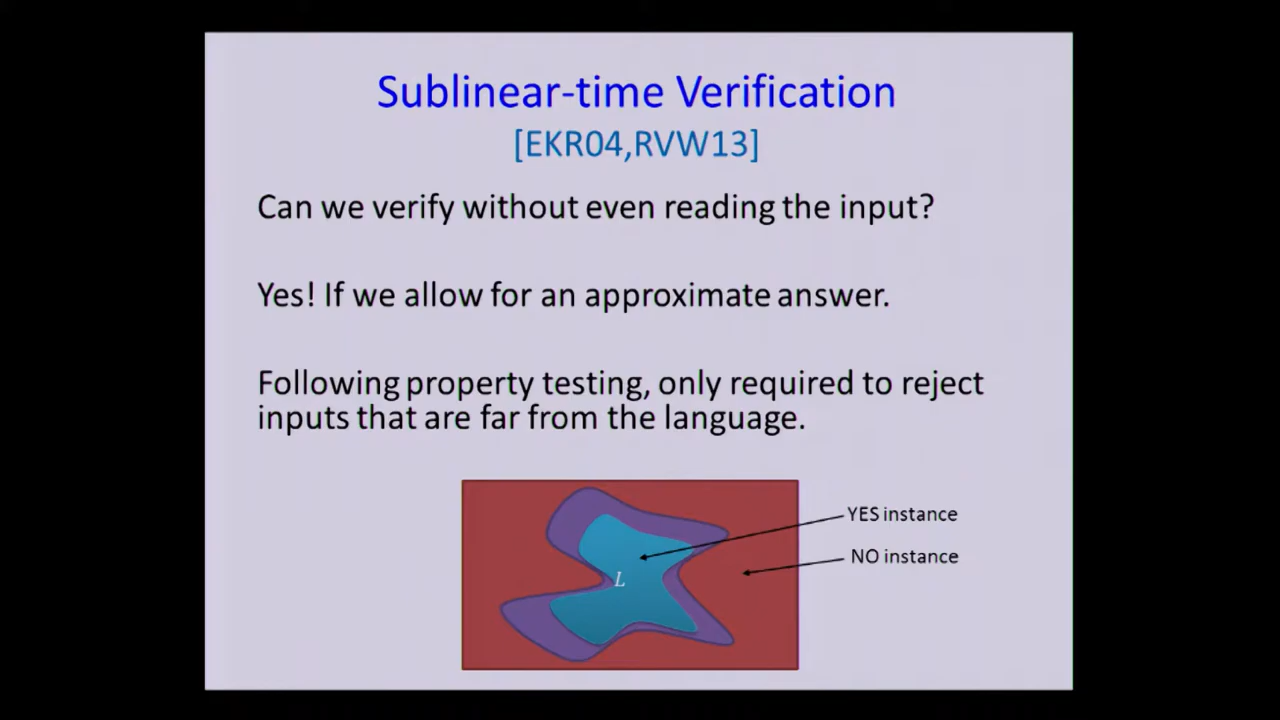 Sublinear-time Verification
[EKR04,RVW13]
Can we verify without even reading the input?
Yes! If we allow for an approximate answer.
Following property testing, only required to reject
inputs that are far from the language.
YES instance
NO instance
L